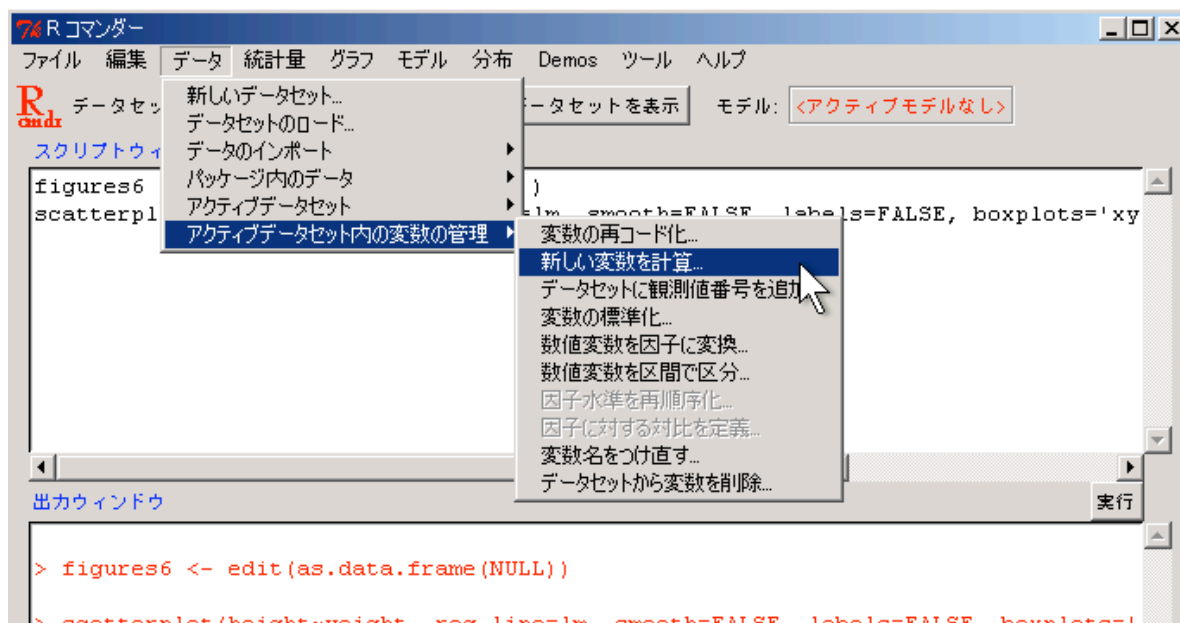 R コマンダー
ファイル 編集 データ 統計量 グラフ モデル 分布 Demos ツール ヘルプ
Rcmdr データセッ ータセットを表示 モデル: <アクティブモデルなし>
新しいデータセット...
データセットのロード...
データのインポート
パッケージ内のデータ
アクティブデータセット
アクティブデータセット内の変数の管理
スクリプトウィ
figures6 )
scatterpl =lm, smooth=FALSE, labels=FALSE, boxplots='xy
変数の再コード化...
新しい変数を計算...
データセットに観測値番号を追加
変数の標準化...
数値変数を因子に変換...
数値変数を区間で区分...
因子水準を再順序化...
因子に対する対比を定義...
変数名をつけ直す...
データセットから変数を削除...
出力ウィンドウ
実行
> figures6 <- edit(as.data.frame(NULL))
> scatterplot(height~weight, reg.line=lm, smooth=FALSE, labels=FALSE, boxplots='